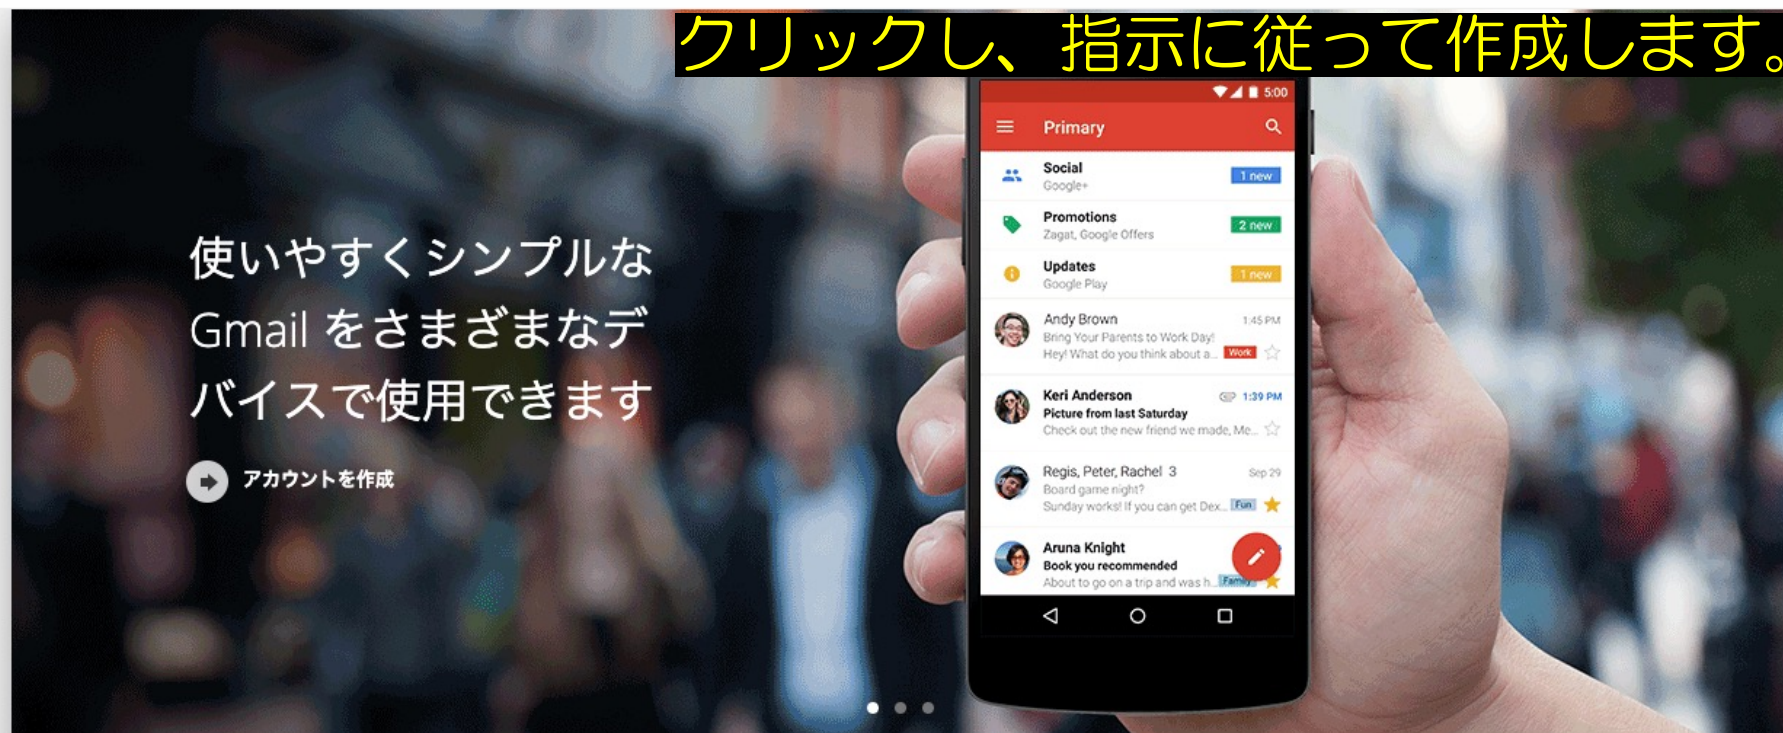 クリックし、指示に従って作成します。
使いやすくシンプルな
Gmail をさまざまなデ
バイスで使用できます
アカウントを作成
5:00
Primary
Social
1 new
Google+
Promotions
2 new
Zagat, Google Offers
Updates
1 new
Google Play
Andy Brown 1:45 PM
Bring Your Parents to Work Day!
Hey! What do you think about a... Work
Keri Anderson 1:39 PM
Picture from last Saturday
Check out the new friend we made, Me...
Regis, Peter, Rachel 3 Sep 29
Board game night?
Sunday works! If you can get Dex... Fun
Aruna Knight
Book you recommended
About to go on a trip and was h... Family